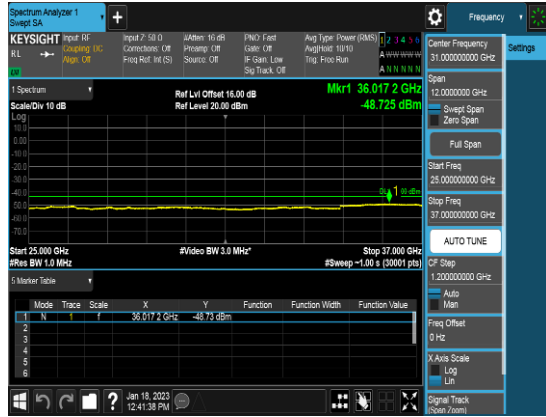 Spectrum Analyzer 1
Swept SA
+
Frequency
KEYSIGHT
RL
Input: RF
Coupling: DC
Align: Off
Input Z: 50 Ω
Corrections: Off
Freq Ref: Int (S)
#Atten: 16 dB
Preamp: Off
Source: Off
PNO: Fast
Gate: Off
IF Gain: Low
Sig Track: Off
Avg Type: Power (RMS)
Avg|Hold: 10/10
Trig: Free Run
1 2 3 4 5 6
A W W W W W
A N N N N N
1 Spectrum
Scale/Div 10 dB
Ref Lvl Offset 16.00 dB
Ref Level 20.00 dBm
Mkr1 36.017 2 GHz
-48.725 dBm
Log
10.0
0.00
-10.0
-20.0
-30.0
-40.0
-50.0
-60.0
-70.0
1
Start 25.000 GHz
#Res BW 1.0 MHz
#Video BW 3.0 MHz*
Stop 37.000 GHz
#Sweep ~1.00 s (30001 pts)
5 Marker Table
Mode Trace Scale X Y Function Function Width Function Value
1 N 1 f 36.017 2 GHz -48.73 dBm
2
3
4
5
6
Jan 18, 2023
12:41:38 PM
Center Frequency
31.000000000 GHz
Settings
Span
12.0000000 GHz
Swept Span
Zero Span
Full Span
Start Freq
25.000000000 GHz
Stop Freq
37.000000000 GHz
AUTO TUNE
CF Step
1.200000000 GHz
Auto
Man
Freq Offset
0 Hz
X Axis Scale
Log
Lin
Signal Track
(Span Zoom)